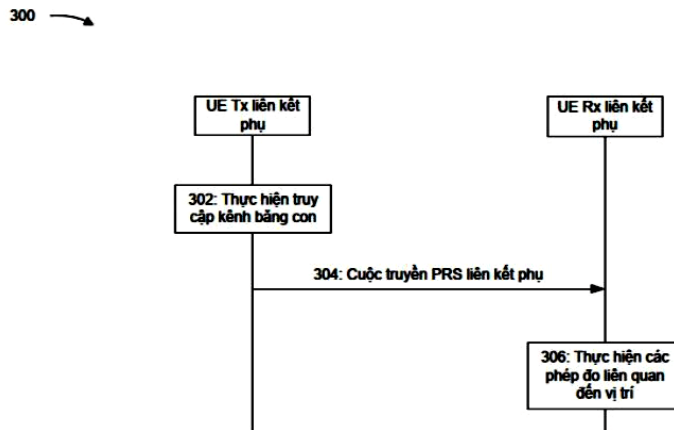 300
UE Tx liên kết
phụ
UE Rx liên kết
phụ
302: Thực hiện truy
cập kênh băng con
304: Cuộc truyền PRS liên kết phụ
306: Thực hiện các
phép đo liên quan
đến vị trí